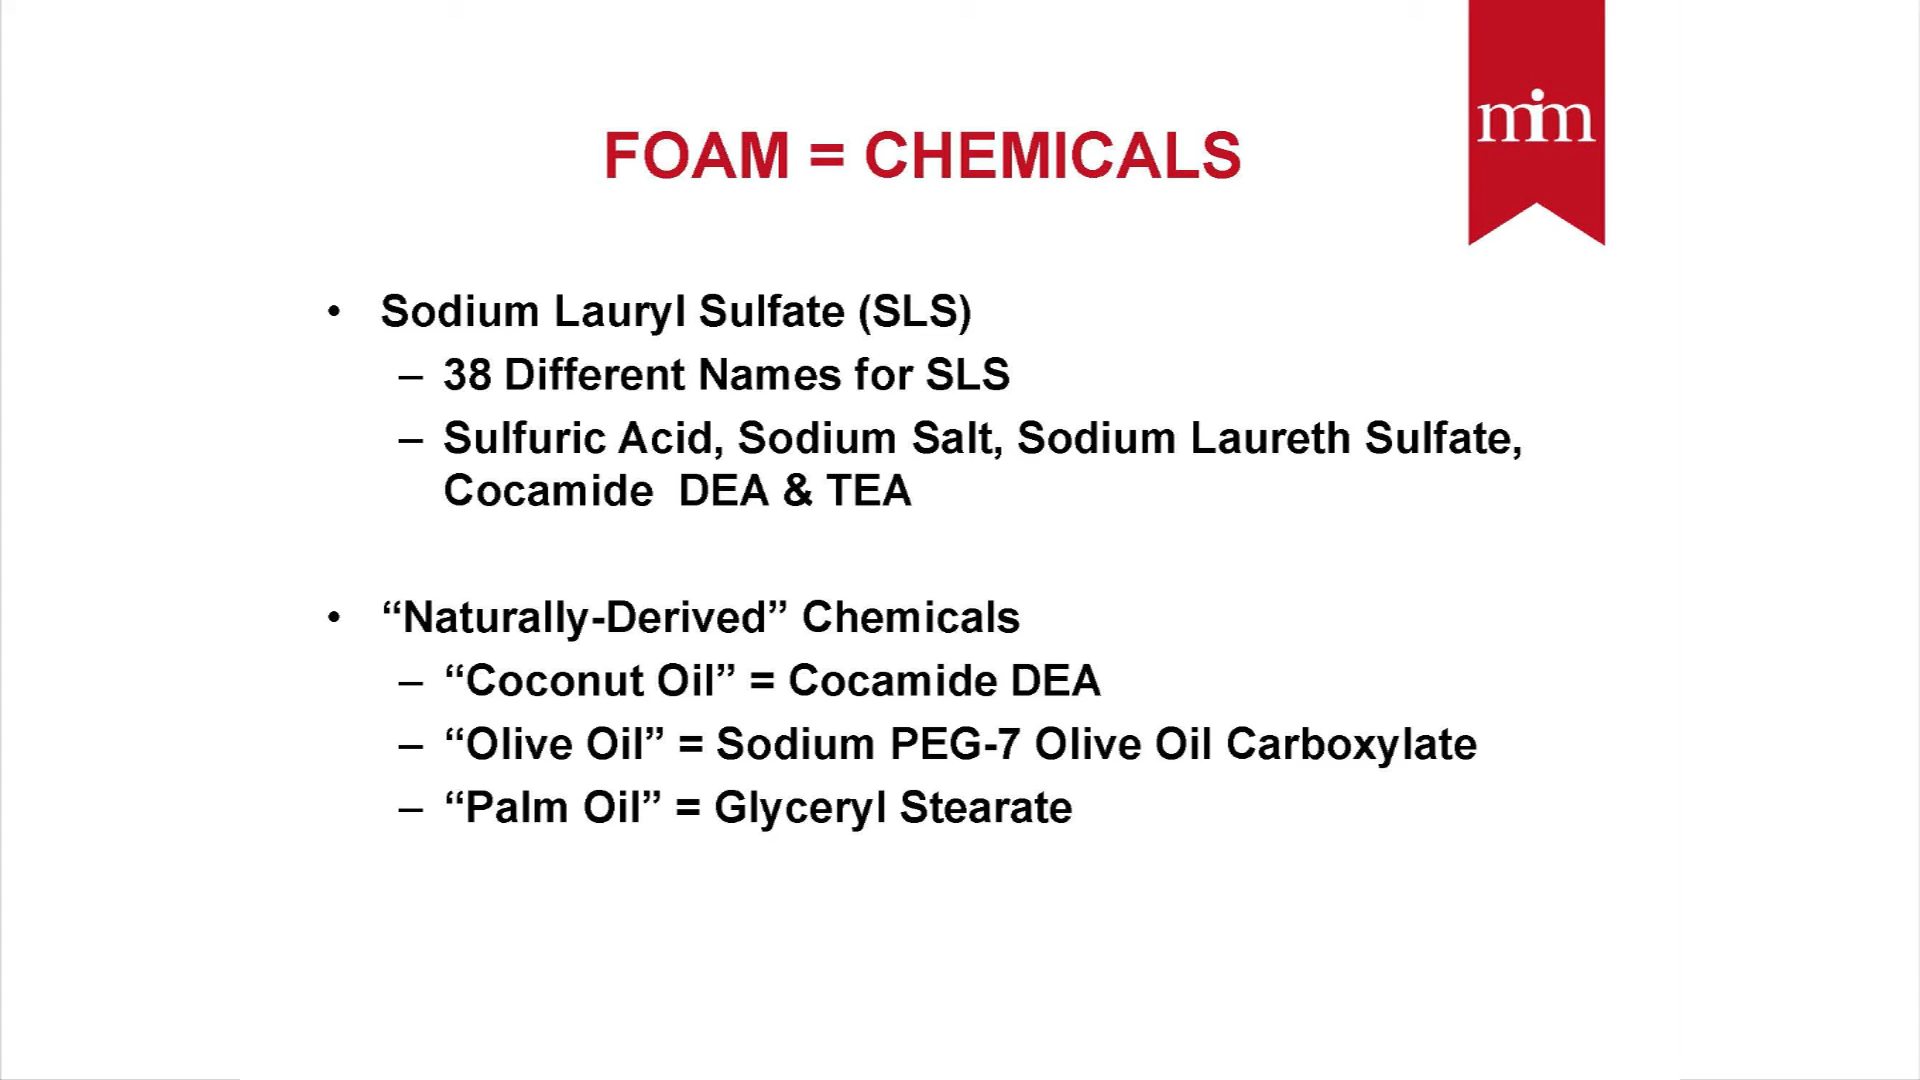 mim
FOAM = CHEMICALS
• Sodium Lauryl Sulfate (SLS)
– 38 Different Names for SLS
– Sulfuric Acid, Sodium Salt, Sodium Laureth Sulfate,
Cocamide DEA & TEA
• “Naturally-Derived” Chemicals
– “Coconut Oil” = Cocamide DEA
– “Olive Oil” = Sodium PEG-7 Olive Oil Carboxylate
– “Palm Oil” = Glyceryl Stearate